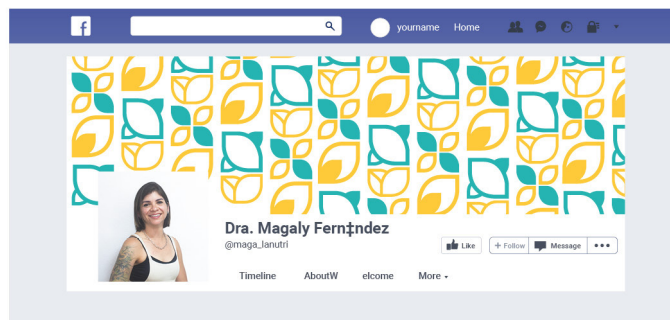 f
yourname Home
Dra. Magaly Fern‡ndez
@maga_lanutri
Like + Follow Message
Timeline AboutW elcome More